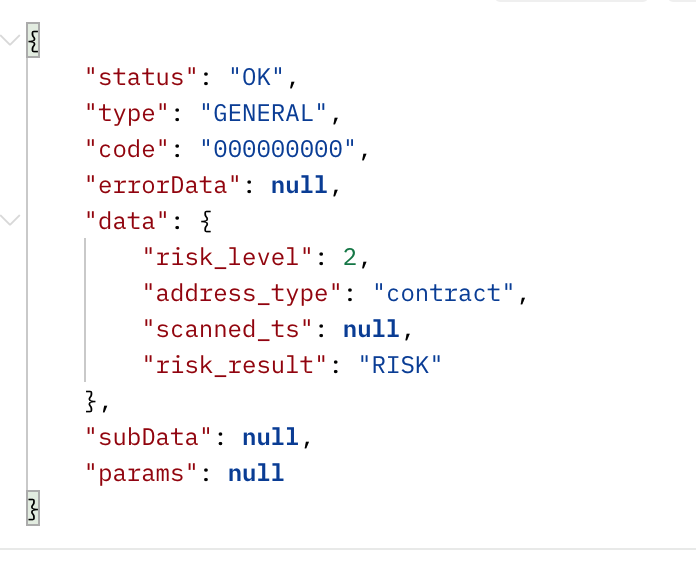 {
"status": "OK",
"type": "GENERAL",
"code": "000000000",
"errorData": null,
"data": {
"risk_level": 2,
"address_type": "contract",
"scanned_ts": null,
"risk_result": "RISK"
},
"subData": null,
"params": null
}